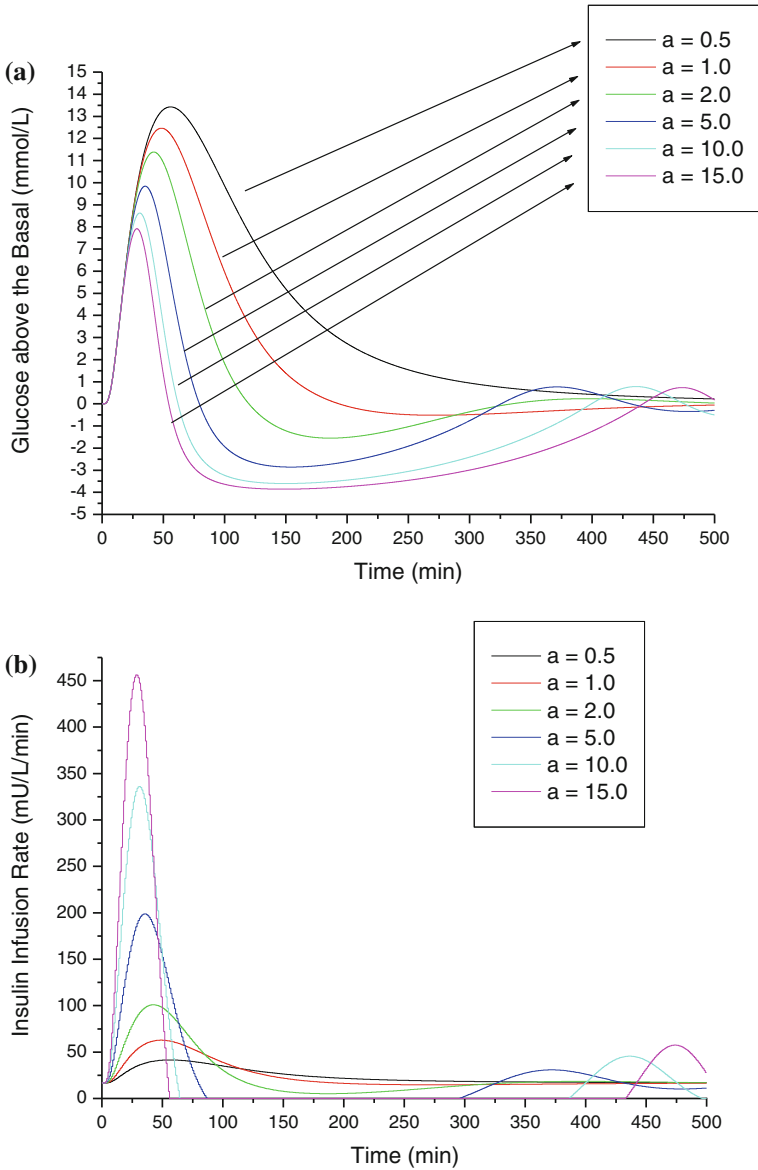 a = 0.5
a = 1.0
a = 2.0
a = 5.0
a = 10.0
a = 15.0
(a)
15
14
13
12
11
10
9
8
7
6
5
4
3
2
1
0
-1
-2
-3
-4
-5
Glucose above the Basal (mmol/L)
0 50 100 150 200 250 300 350 400 450 500
Time (min)
(b)
a = 0.5
a = 1.0
a = 2.0
a = 5.0
a = 10.0
a = 15.0
450
400
350
300
250
200
150
100
50
0
Insulin Infusion Rate (mU/L/min)
0 50 100 150 200 250 300 350 400 450 500
Time (min)